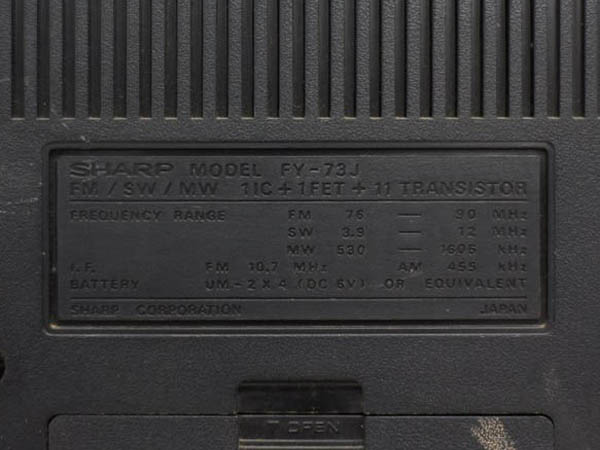 SHARP MODEL FY-73J
FM / SW / MW 1IC + 1FET + 11 TRANSISTOR
FREQUENCY RANGE FM 76 — 90 MHz
SW 3.9 — 12 MHz
MW 530 — 1605 kHz
I.F. FM 10.7 MHz AM 455 kHz
BATTERY UM-2 X 4 (DC 6V) OR EQUIVALENT
SHARP CORPORATION JAPAN
OPEN